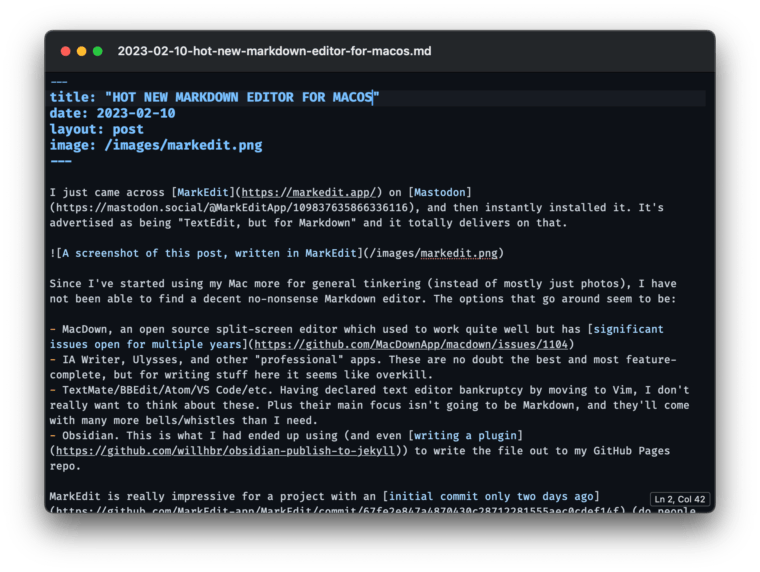 2023-02-10-hot-new-markdown-editor-for-macos.md
---
title: "HOT NEW MARKDOWN EDITOR FOR MACOS"
date: 2023-02-10
layout: post
image: /images/markedit.png
---
I just came across [MarkEdit](https://markedit.app/) on [Mastodon]
(https://mastodon.social/@MarkEditApp/109837635866336116), and then instantly installed it. It's
advertised as being "TextEdit, but for Markdown" and it totally delivers on that.
![A screenshot of this post, written in MarkEdit](/images/markedit.png)
Since I've started using my Mac more for general tinkering (instead of mostly just photos), I have
not been able to find a decent no-nonsense Markdown editor. The options that go around seem to be:
- MacDown, an open source split-screen editor which used to work quite well but has [significant
issues open for multiple years](https://github.com/MacDownApp/macdown/issues/1104)
- IA Writer, Ulysses, and other "professional" apps. These are no doubt the best and most feature-
complete, but for writing stuff here it seems like overkill.
- TextMate/BBEdit/Atom/VS Code/etc. Having declared text editor bankruptcy by moving to Vim, I don't
really want to think about these. Plus their main focus isn't going to be Markdown, and they'll come
with many more bells/whistles than I need.
- Obsidian. This is what I had ended up using (and even [writing a plugin]
(https://github.com/willhbr/obsidian-publish-to-jekyll)) to write the file out to my GitHub Pages
repo.
MarkEdit is really impressive for a project with an [initial commit only two days ago]
(https://github.com/MarkEdit-app/MarkEdit/commit/67fe2e847a4870430c28712281555aec0cdef14f) (do people
Ln 2, Col 42